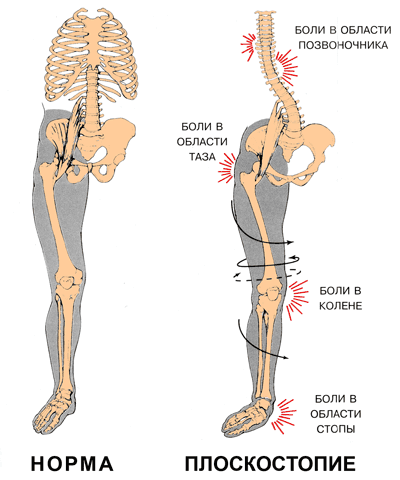 БОЛИ В ОБЛАСТИ
ПОЗВОНОЧНИКА
БОЛИ В
ОБЛАСТИ
ТАЗА
БОЛИ В
КОЛЕНЕ
БОЛИ В
ОБЛАСТИ
СТОПЫ
НОРМА
ПЛОСКОСТОПИЕ